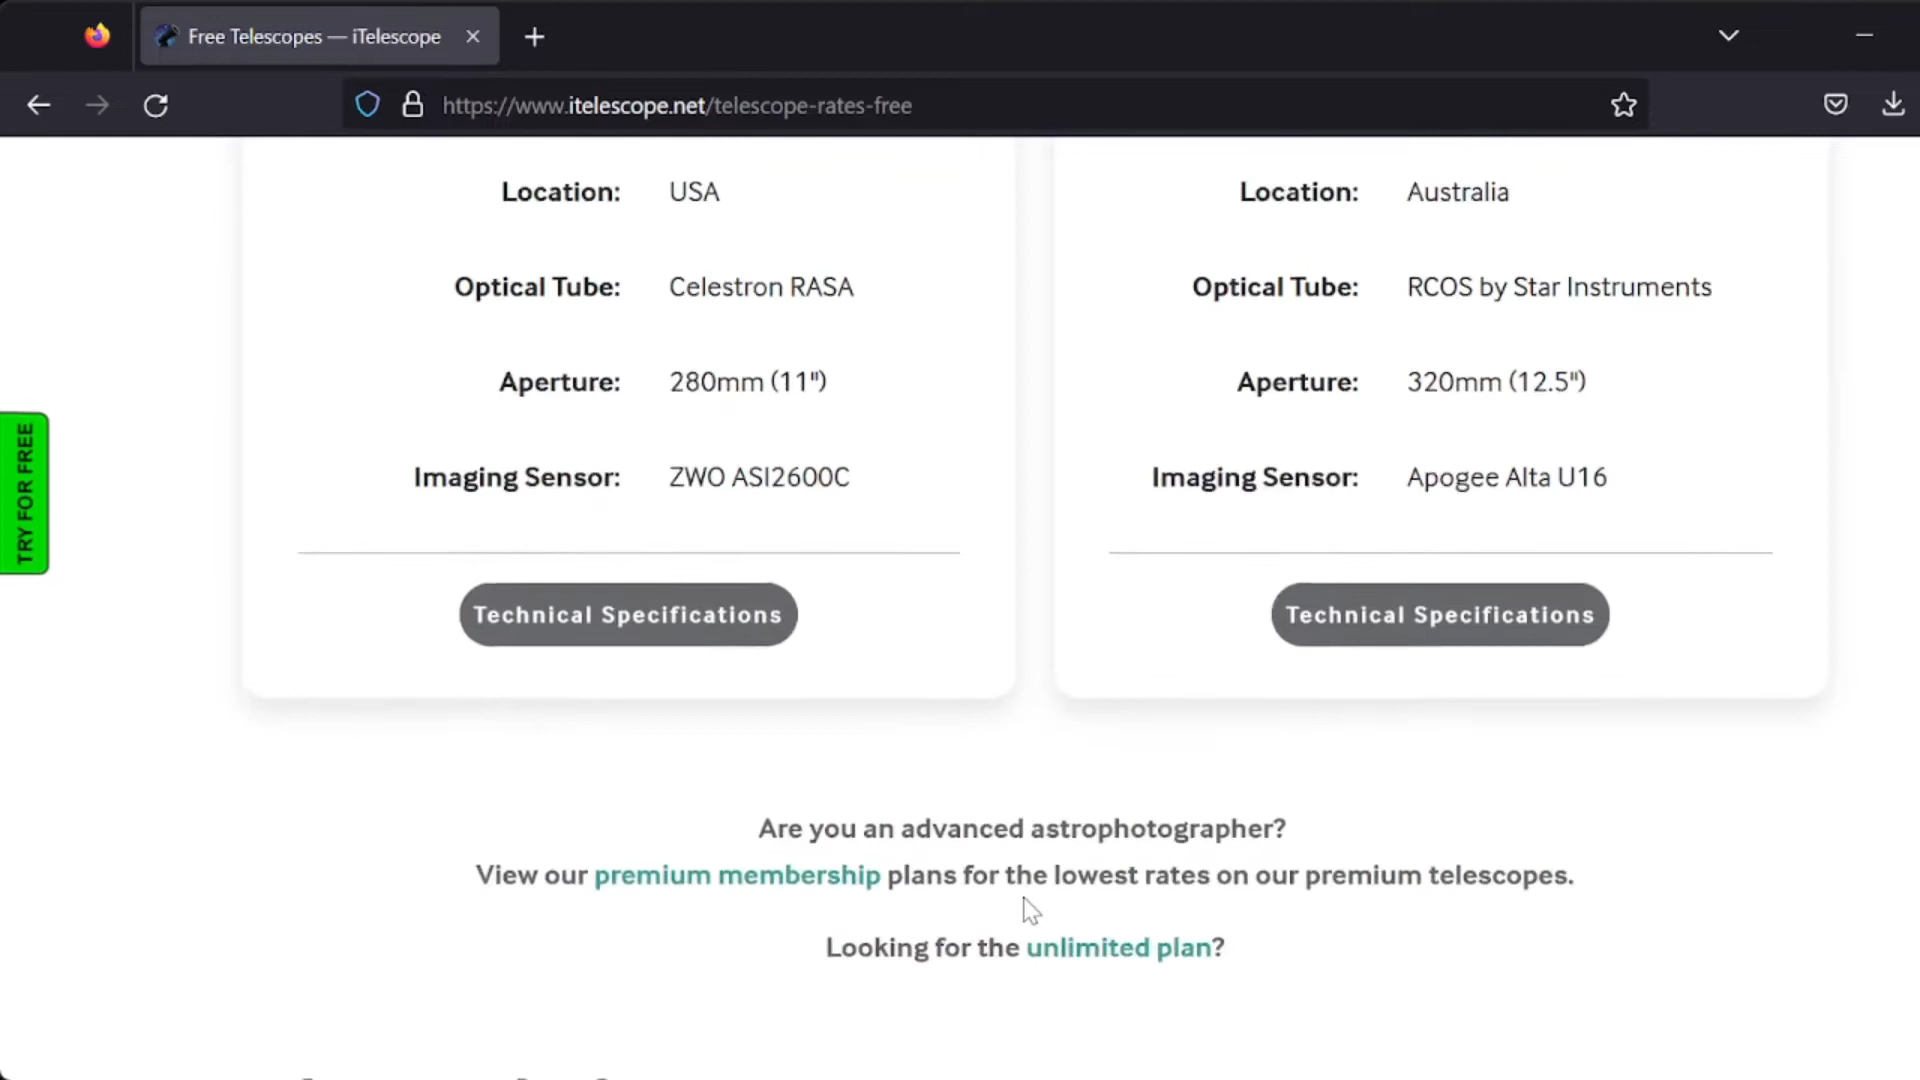 Free Telescopes — iTelescope
https://www.itelescope.net/telescope-rates-free
Location: USA
Optical Tube: Celestron RASA
Aperture: 280mm (11")
Imaging Sensor: ZWO ASI2600C
Technical Specifications
Location: Australia
Optical Tube: RCOS by Star Instruments
Aperture: 320mm (12.5")
Imaging Sensor: Apogee Alta U16
Technical Specifications
TRY FOR FREE
Are you an advanced astrophotographer?
View our premium membership plans for the lowest rates on our premium telescopes.
Looking for the unlimited plan?